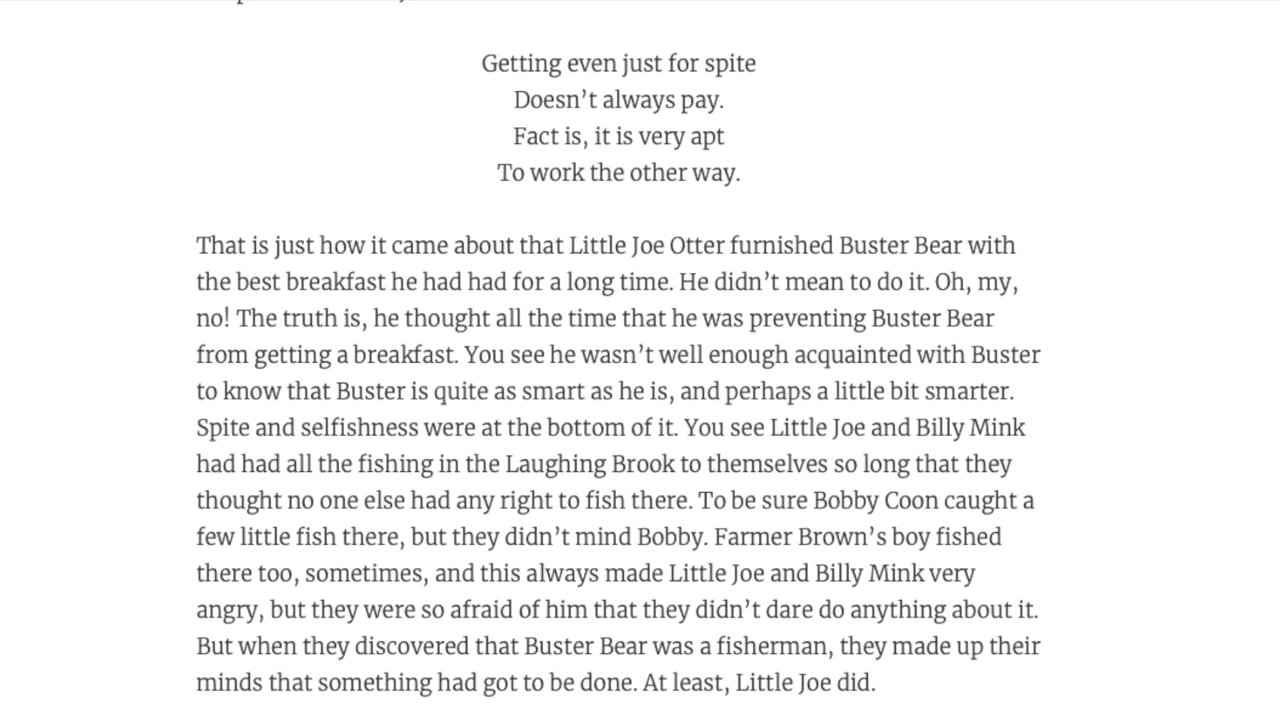 Getting even just for spite
Doesn’t always pay.
Fact is, it is very apt
To work the other way.
That is just how it came about that Little Joe Otter furnished Buster Bear with
the best breakfast he had had for a long time. He didn’t mean to do it. Oh, my,
no! The truth is, he thought all the time that he was preventing Buster Bear
from getting a breakfast. You see he wasn’t well enough acquainted with Buster
to know that Buster is quite as smart as he is, and perhaps a little bit smarter.
Spite and selfishness were at the bottom of it. You see Little Joe and Billy Mink
had had all the fishing in the Laughing Brook to themselves so long that they
thought no one else had any right to fish there. To be sure Bobby Coon caught a
few little fish there, but they didn’t mind Bobby. Farmer Brown’s boy fished
there too, sometimes, and this always made Little Joe and Billy Mink very
angry, but they were so afraid of him that they didn’t dare do anything about it.
But when they discovered that Buster Bear was a fisherman, they made up their
minds that something had got to be done. At least, Little Joe did.